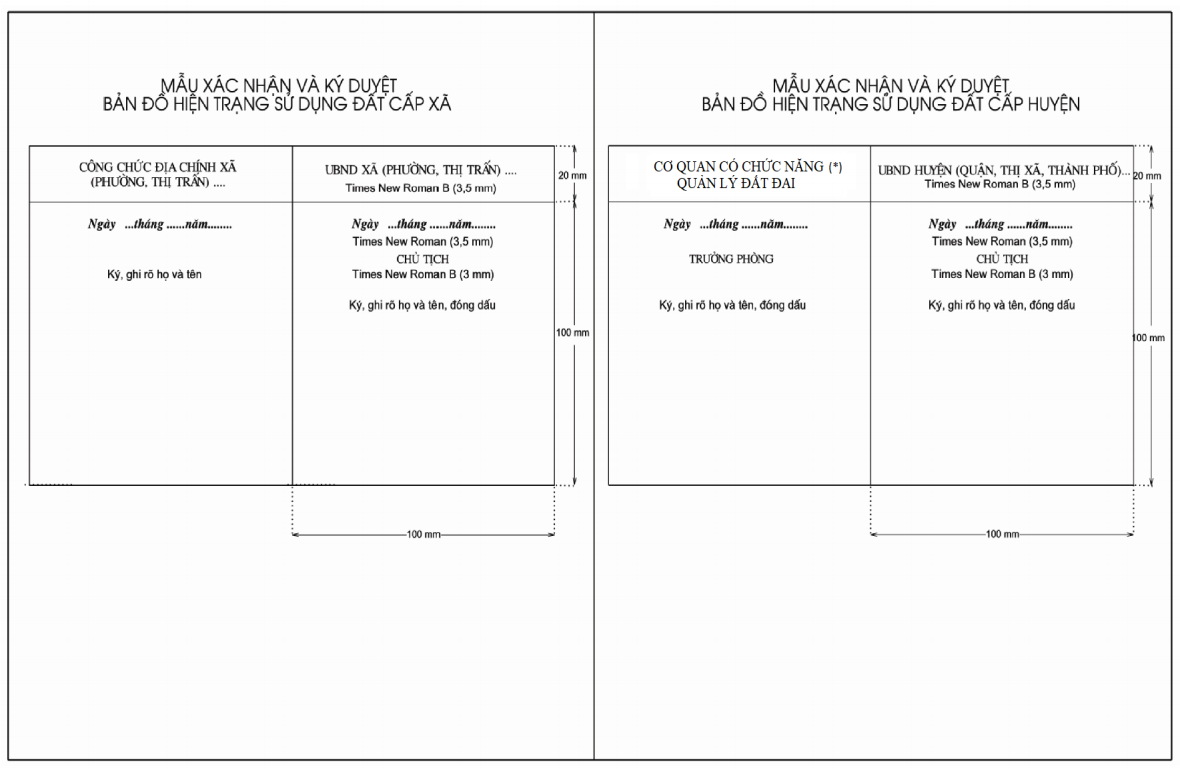 MẪU XÁC NHẬN VÀ KÝ DUYỆT
BẢN ĐỒ HIỆN TRẠNG SỬ DỤNG ĐẤT CẤP XÃ
CÔNG CHỨC ĐỊA CHÍNH XÃ
(PHƯỜNG, THỊ TRẤN) ....
UBND XÃ (PHƯỜNG, THỊ TRẤN) ....
Times New Roman B (3,5 mm)
20 mm
Ngày ...tháng ......năm........
Ký, ghi rõ họ và tên
Ngày ...tháng ......năm........
Times New Roman (3,5 mm)
CHỦ TỊCH
Times New Roman B (3 mm)
Ký, ghi rõ họ và tên, đóng dấu
100 mm
100 mm
MẪU XÁC NHẬN VÀ KÝ DUYỆT
BẢN ĐỒ HIỆN TRẠNG SỬ DỤNG ĐẤT CẤP HUYỆN
CƠ QUAN CÓ CHỨC NĂNG (*)
QUẢN LÝ ĐẤT ĐAI
UBND HUYỆN (QUẬN, THỊ XÃ, THÀNH PHỐ)...
Times New Roman B (3,5 mm)
20 mm
Ngày ...tháng ......năm........
TRƯỞNG PHÒNG
Ký, ghi rõ họ và tên, đóng dấu
Ngày ...tháng ......năm........
Times New Roman (3,5 mm)
CHỦ TỊCH
Times New Roman B (3 mm)
Ký, ghi rõ họ và tên, đóng dấu
100 mm
100 mm